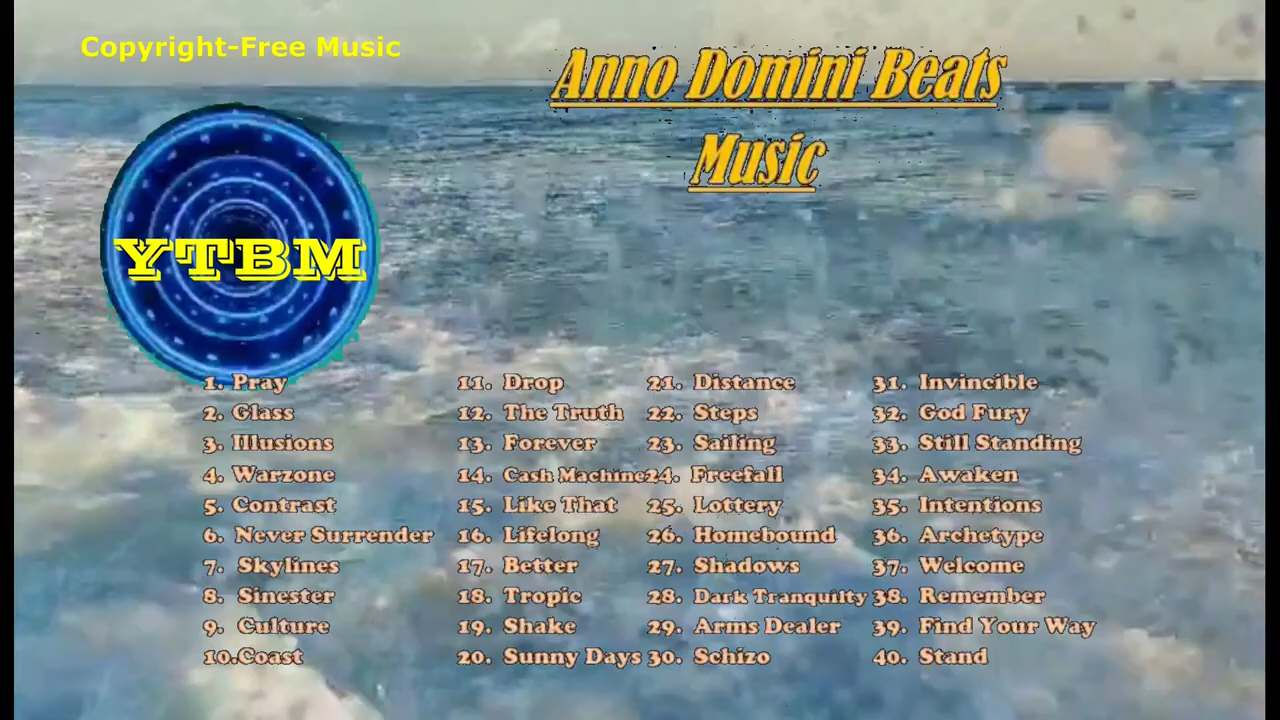 Copyright-Free Music
Anno Domini Beats
Music
YTBM
1. Pray
2. Glass
3. Illusions
4. Warzone
5. Contrast
6. Never Surrender
7. Skylines
8. Sinester
9. Culture
10.Coast
11. Drop
12. The Truth
13. Forever
14. Cash Machine
15. Like That
16. Lifelong
17. Better
18. Tropic
19. Shake
20. Sunny Days
21. Distance
22. Steps
23. Sailing
24. Freefall
25. Lottery
26. Homebound
27. Shadows
28. Dark Tranquilty
29. Arms Dealer
30. Schizo
31. Invincible
32. God Fury
33. Still Standing
34. Awaken
35. Intentions
36. Archetype
37. Welcome
38. Remember
39. Find Your Way
40. Stand